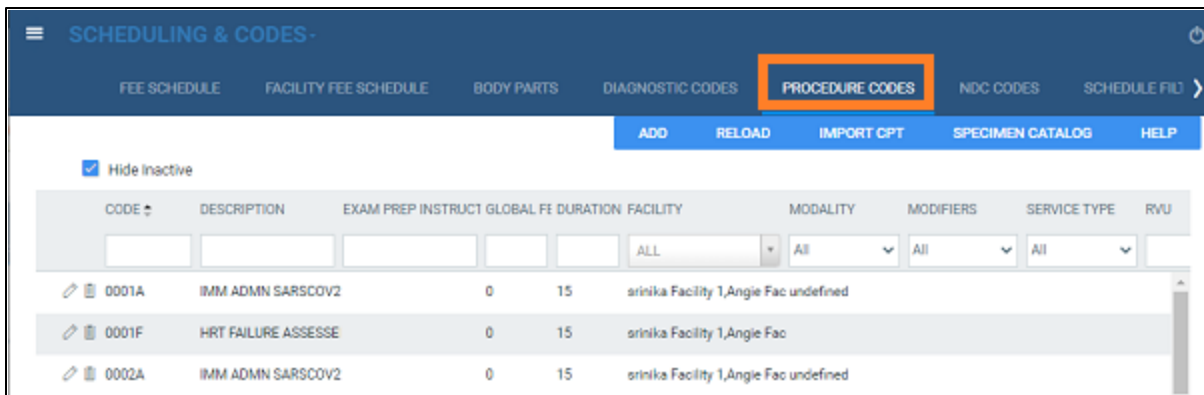 SCHEDULING & CODES
FEE SCHEDULE FACILITY FEE SCHEDULE BODY PARTS DIAGNOSTIC CODES PROCEDURE CODES NDC CODES SCHEDULE FILT
ADD RELOAD IMPORT CPT SPECIMEN CATALOG HELP
Hide Inactive
CODE DESCRIPTION EXAM PREP INSTRUCT GLOBAL FE DURATION FACILITY MODALITY MODIFIERS SERVICE TYPE RVU
ALL All All All
0001A IMM ADMN SARSCOV2 0 15 srinika Facility 1,Angie Fac undefined
0001F HRT FAILURE ASSESSE 0 15 srinika Facility 1,Angie Fac
0002A IMM ADMN SARSCOV2 0 15 srinika Facility 1,Angie Fac undefined